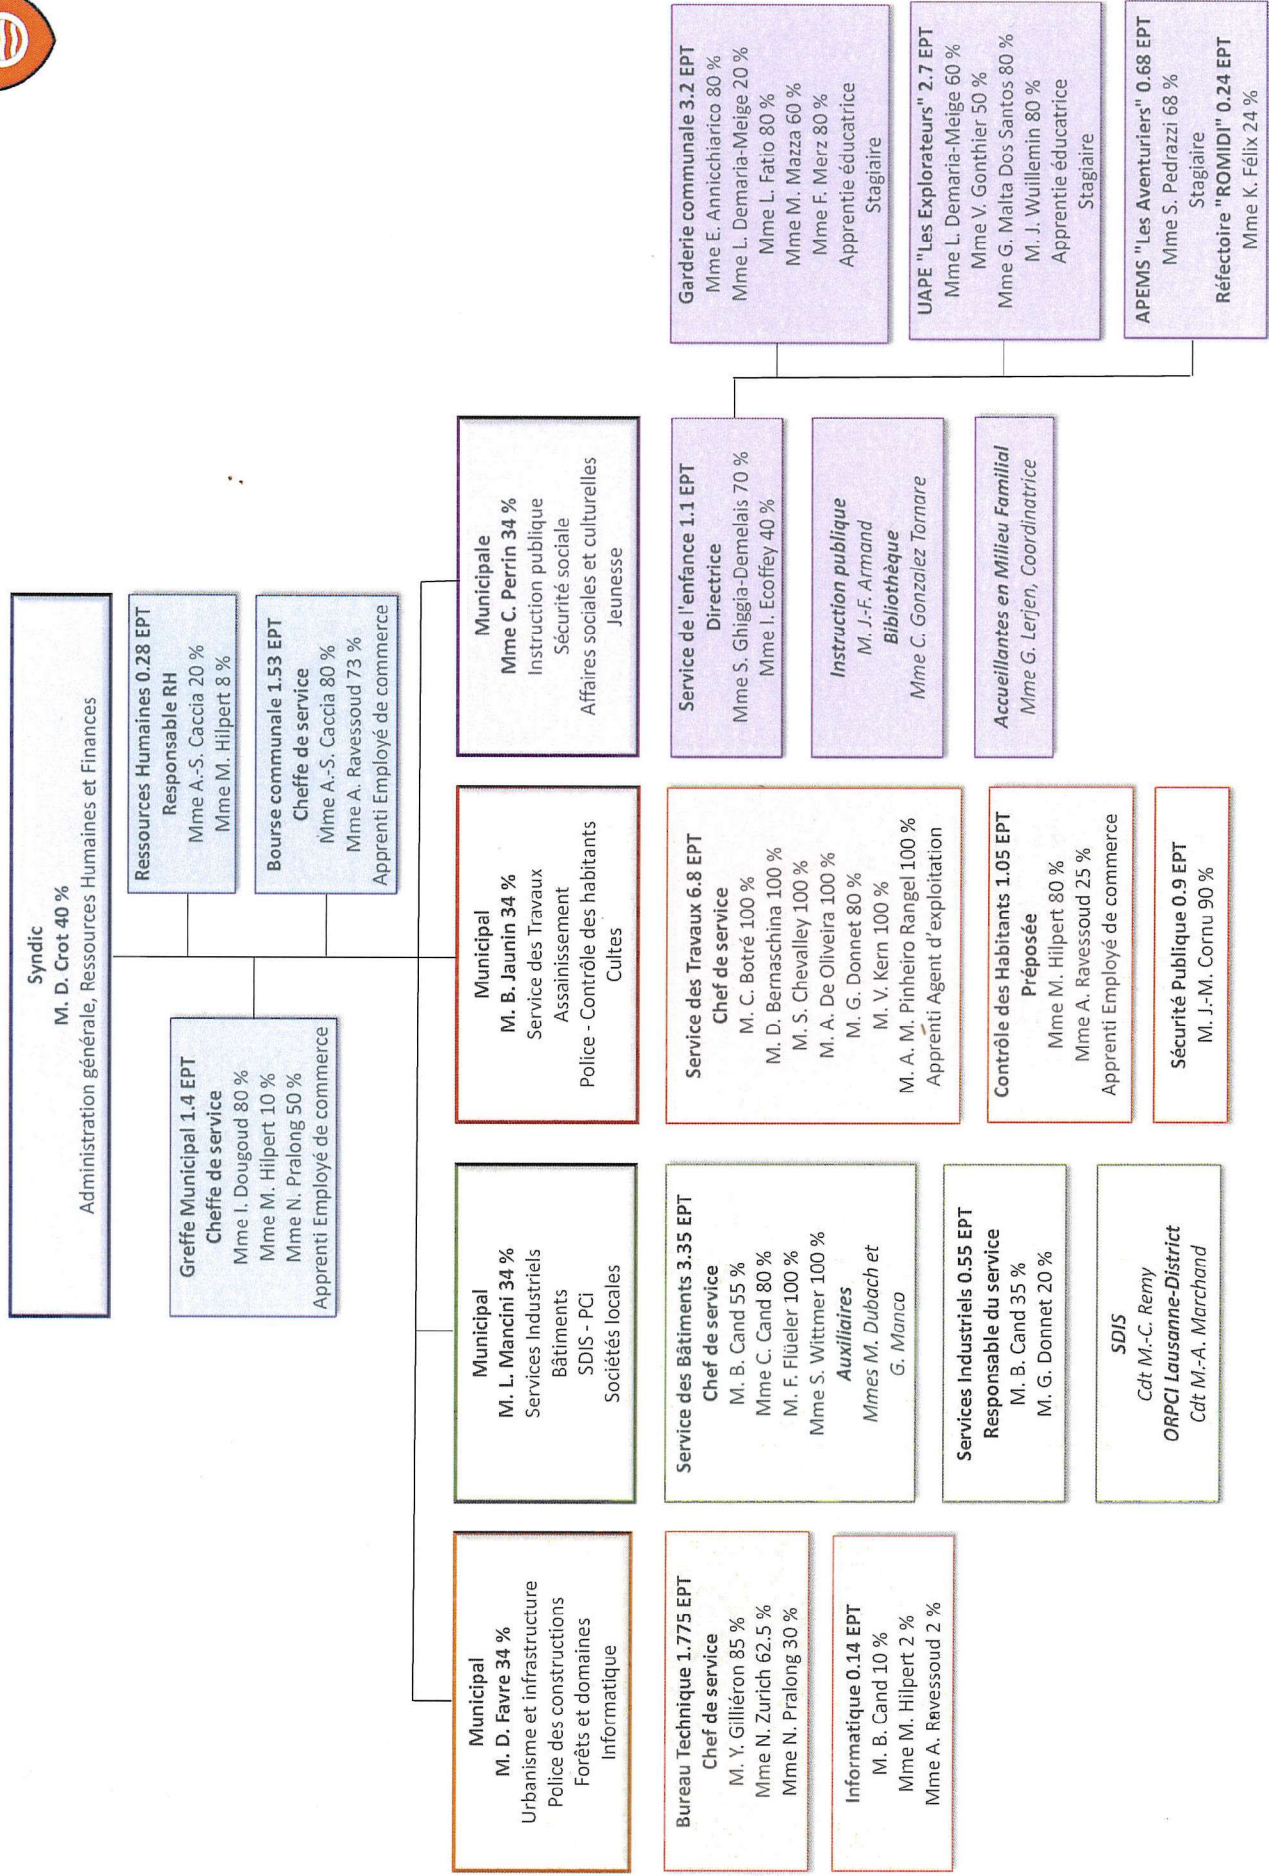 Syndic
M. D. Crot 40 %
Administration générale, Ressources Humaines et Finances
Greffe Municipal 1.4 EPT
Cheffe de service
Mme I. Dougoud 80 %
Mme M. Hilpert 10 %
Mme N. Pralong 50 %
Apprenti Employé de commerce
Ressources Humaines 0.28 EPT
Responsable RH
Mme A.-S. Caccia 20 %
Mme M. Hilpert 8 %
Bourse communale 1.53 EPT
Cheffe de service
Mme A.-S. Caccia 80 %
Mme A. Ravessoud 73 %
Apprenti Employé de commerce
Municipal
M. D. Favre 34 %
Urbanisme et infrastructure
Police des constructions
Forêts et domaines
Informatique
Bureau Technique 1.775 EPT
Chef de service
M. Y. Gilliéron 85 %
Mme N. Zurich 62.5 %
Mme N. Pralong 30 %
Informatique 0.14 EPT
M. B. Cand 10 %
Mme M. Hilpert 2 %
Mme A. Ravessoud 2 %
Municipal
M. L. Mancini 34 %
Services Industriels
Bâtiments
SDIS - PCi
Sociétés locales
Service des Bâtiments 3.35 EPT
Chef de service
M. B. Cand 55 %
Mme C. Cand 80 %
M. F. Flüeler 100 %
Mme S. Wittmer 100 %
Auxiliaires
Mmes M. Dubach et
G. Manco
Services Industriels 0.55 EPT
Responsable du service
M. B. Cand 35 %
M. G. Donnet 20 %
SDIS
Cdt M.-C. Remy
ORPCI Lausanne-District
Cdt M.-A. Marchand
Municipal
M. B. Jaunin 34 %
Service des Travaux
Assainissement
Police - Contrôle des habitants
Cultes
Service des Travaux 6.8 EPT
Chef de service
M. C. Botré 100 %
M. D. Bernaschina 100 %
M. S. Chevalley 100 %
M. A. De Oliveira 100 %
M. G. Donnet 80 %
M. V. Kern 100 %
M. A. M. Pinheiro Rangel 100 %
Apprenti Agent d'exploitation
Contrôle des Habitants 1.05 EPT
Préposée
Mme M. Hilpert 80 %
Mme A. Ravessoud 25 %
Apprenti Employé de commerce
Sécurité Publique 0.9 EPT
M. J.-M. Cornu 90 %
Municipale
Mme C. Perrin 34 %
Instruction publique
Sécurité sociale
Affaires sociales et culturelles
Jeunesse
Service de l'enfance 1.1 EPT
Directrice
Mme S. Ghiggia-Demelais 70 %
Mme I. Ecoffey 40 %
Instruction publique
M. J.-F. Armand
Bibliothèque
Mme C. Gonzalez Tornare
Accueillantes en Milieu Familial
Mme G. Lerjen, Coordinatrice
Garderie communale 3.2 EPT
Mme E. Annicchiarico 80 %
Mme L. Demaria-Meige 20 %
Mme L. Fatio 80 %
Mme M. Mazza 60 %
Mme F. Merz 80 %
Apprentie éducatrice
Stagiaire
UAPE "Les Explorateurs" 2.7 EPT
Mme L. Demaria-Meige 60 %
Mme V. Gonthier 50 %
Mme G. Malta Dos Santos 80 %
M. J. Wuillemin 80 %
Apprentie éducatrice
Stagiaire
APEMS "Les Aventuriers" 0.68 EPT
Mme S. Pedrazzi 68 %
Stagiaire
Réfectoire "ROMIDI" 0.24 EPT
Mme K. Félix 24 %